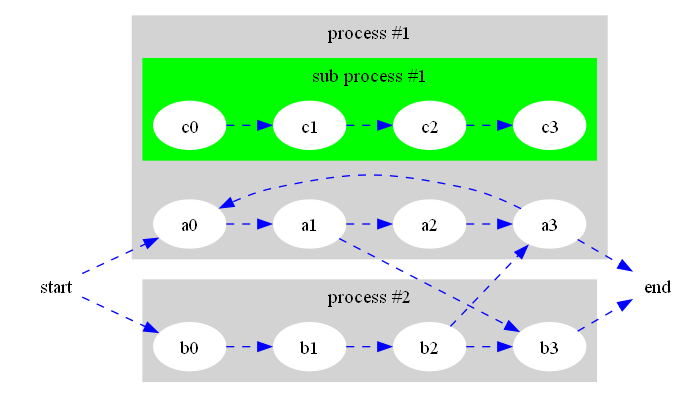 process #1
sub process #1
c0 c1 c2 c3
a0 a1 a2 a3
start
end
process #2
b0 b1 b2 b3